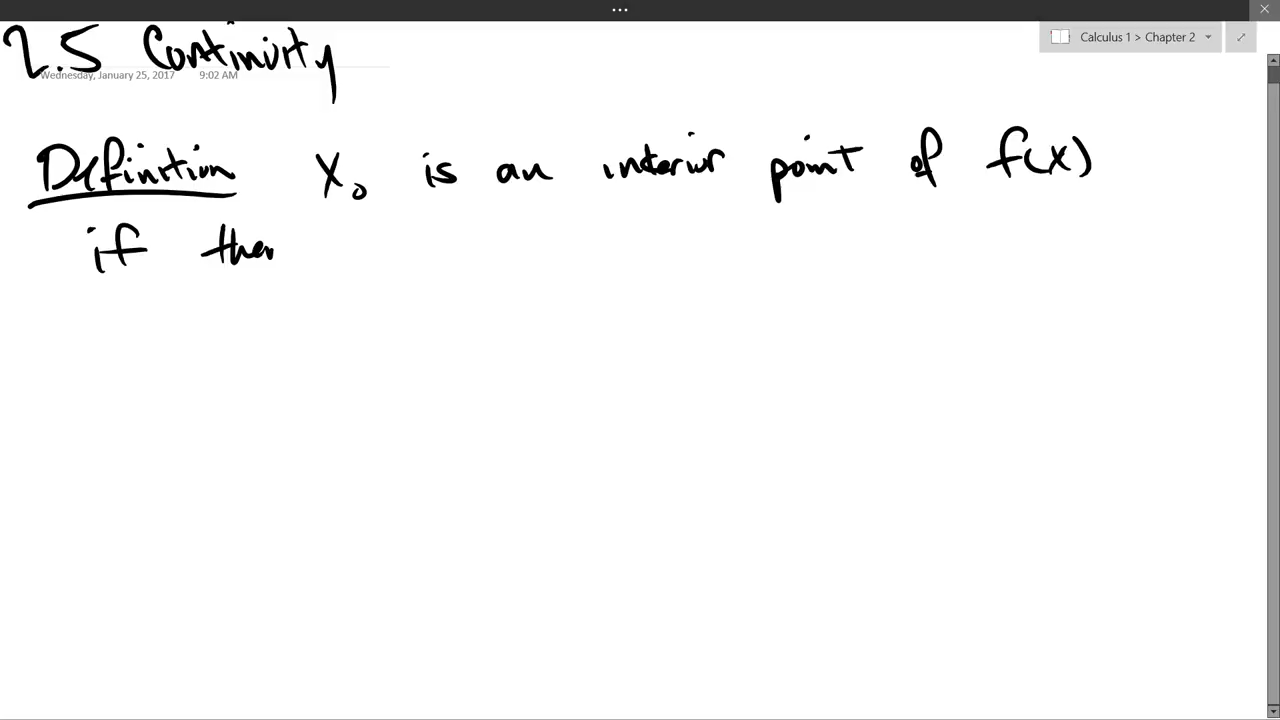 ...
Calculus 1 > Chapter 2
2.5 Continuity
Wednesday, January 25, 2017 9:02 AM
Definition x₀ is an interior point of f(x)
if ther